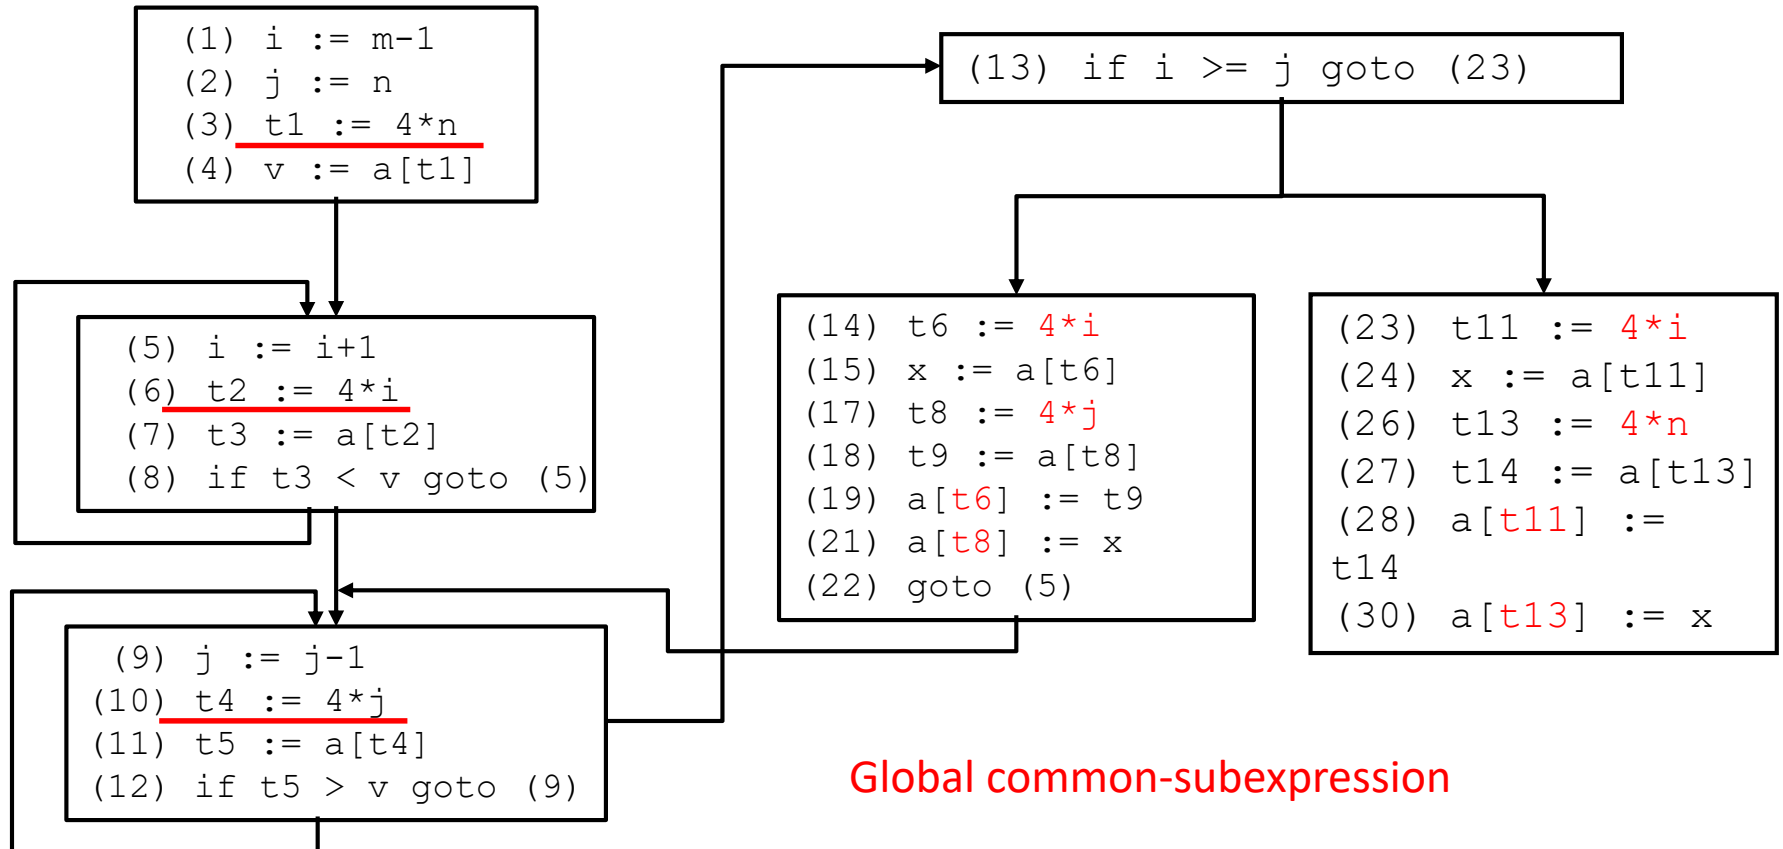 (1) i := m-1
(2) j := n
(3) t1 := 4*n
(4) v := a[t1]
(5) i := i+1
(6) t2 := 4*i
(7) t3 := a[t2]
(8) if t3 < v goto (5)
(9) j := j-1
(10) t4 := 4*j
(11) t5 := a[t4]
(12) if t5 > v goto (9)
(13) if i >= j goto (23)
(14) t6 := 4*i
(15) x := a[t6]
(17) t8 := 4*j
(18) t9 := a[t8]
(19) a[t6] := t9
(21) a[t8] := x
(22) goto (5)
(23) t11 := 4*i
(24) x := a[t11]
(26) t13 := 4*n
(27) t14 := a[t13]
(28) a[t11] :=
t14
(30) a[t13] := x
Global common-subexpression